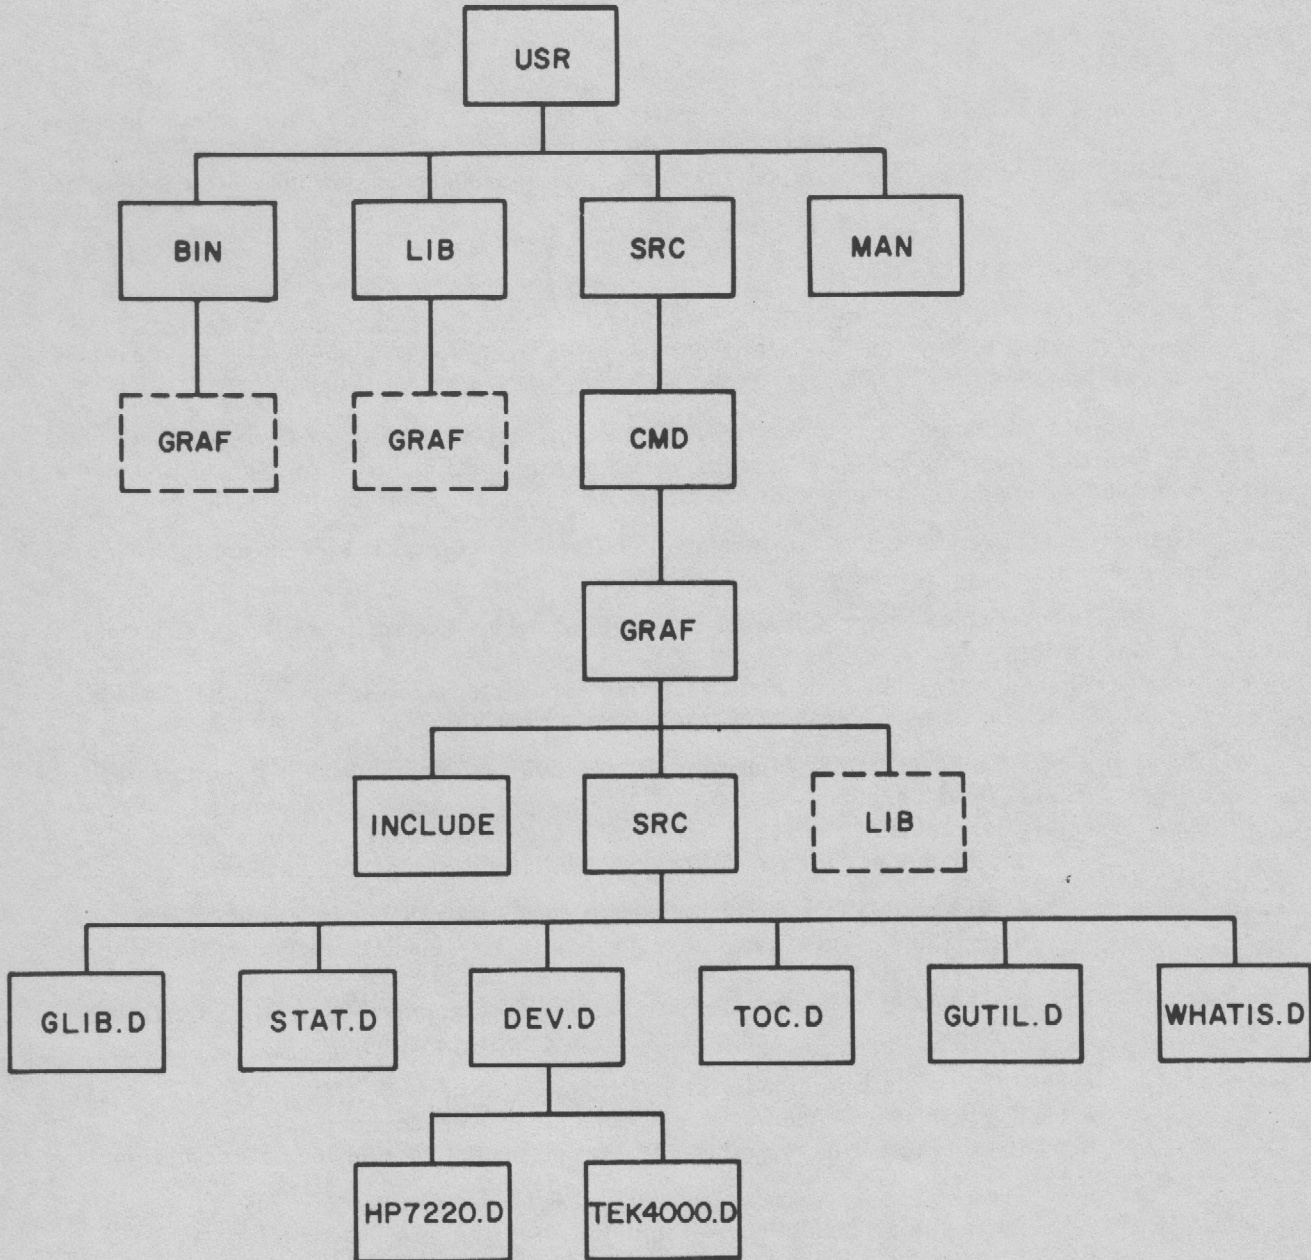 USR
BIN
LIB
SRC
MAN
GRAF
GRAF
CMD
GRAF
INCLUDE
SRC
LIB
GLIB.D
STAT.D
DEV.D
TOC.D
GUTIL.D
WHATIS.D
HP7220.D
TEK4000.D